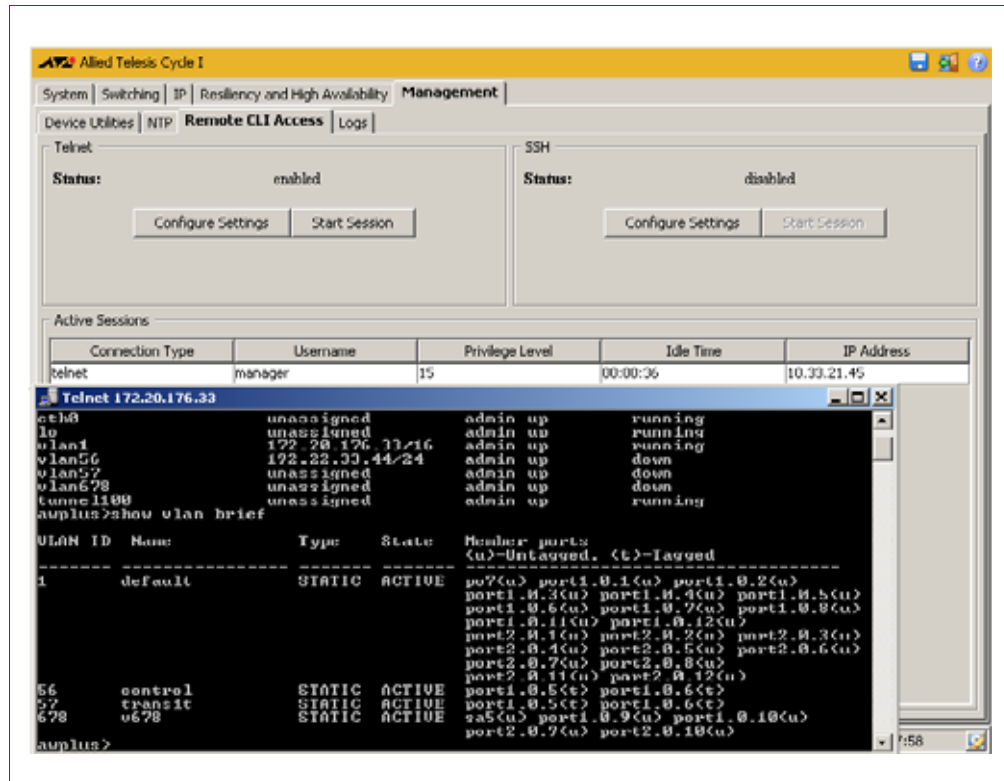 Allied Telesis Cycle I
System Switching IP Resiliency and High Availability Management
Device Utilities NTP Remote CLI Access Logs
Telnet SSH
Status: enabled Status: disabled
Configure Settings Start Session Configure Settings Start Session
Active Sessions
Connection Type Username Privilege Level Idle Time IP Address
telnet manager 15 00:00:36 10.33.21.45
Telnet 172.20.176.33
eth0 unassigned admin up running
lo unassigned admin up running
vlan1 172.20.176.33/16 admin up running
vlan56 172.22.33.44/24 admin up down
vlan57 unassigned admin up down
vlan678 unassigned admin up down
tunnel100 unassigned admin up running
awplus>show vlan brief
VLAN ID Name Type State Member ports
(u)-Untagged, (t)-Tagged
======= ================ ======= ======= ====================================
1 default STATIC ACTIVE po7(u) port1.0.1(u) port1.0.2(u)
port1.0.3(u) port1.0.4(u) port1.0.5(u)
port1.0.6(u) port1.0.7(u) port1.0.8(u)
port1.0.11(u) port1.0.12(u)
port2.0.1(u) port2.0.2(u) port2.0.3(u)
port2.0.4(u) port2.0.5(u) port2.0.6(u)
port2.0.7(u) port2.0.8(u)
port2.0.11(u) port2.0.12(u)
56 control STATIC ACTIVE port1.0.5(t) port1.0.6(t)
57 transit STATIC ACTIVE port1.0.5(t) port1.0.6(t)
678 v678 STATIC ACTIVE sa5(u) port1.0.9(u) port1.0.10(u)
port2.0.9(u) port2.0.10(u)
awplus> :58